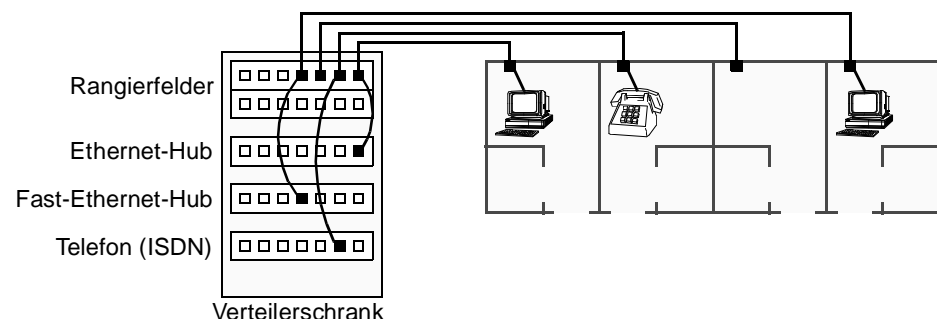 Rangierfelder
Ethernet-Hub
Fast-Ethernet-Hub
Telefon (ISDN)
Verteilerschrank